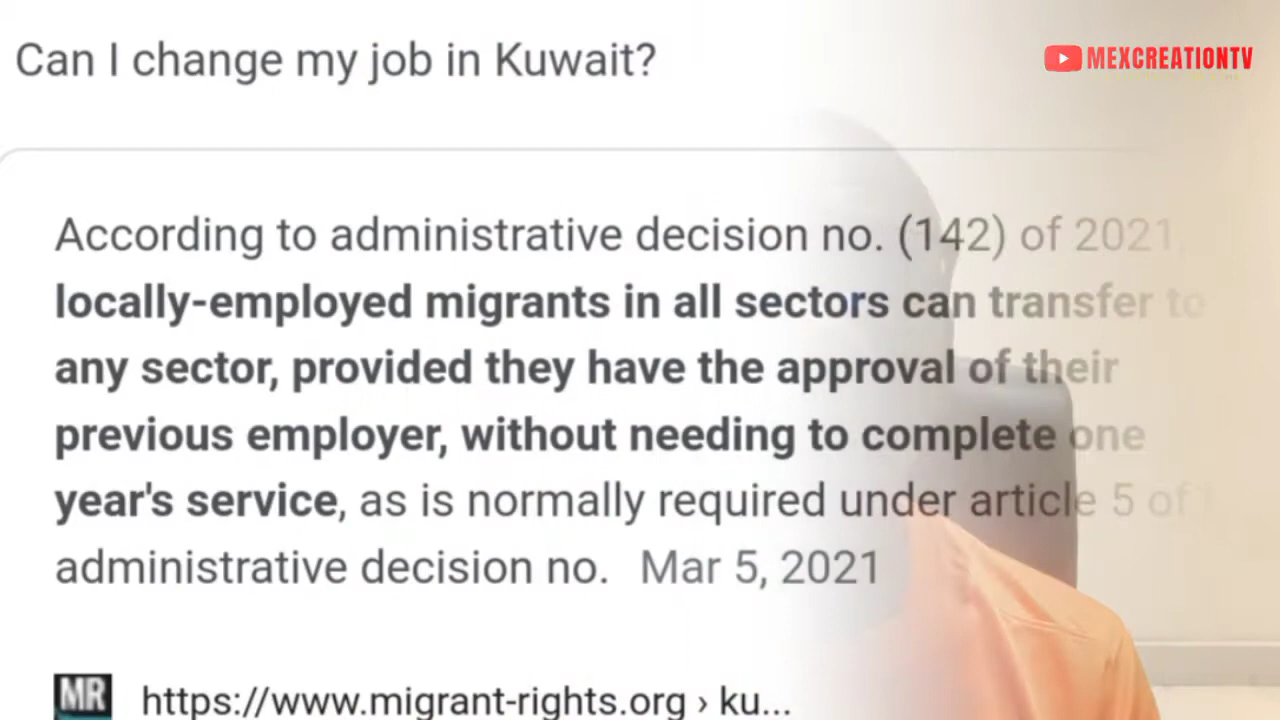 Can I change my job in Kuwait?
MEXCREATIONTV
According to administrative decision no. (142) of 2021,
locally-employed migrants in all sectors can transfer to
any sector, provided they have the approval of their
previous employer, without needing to complete one
year's service, as is normally required under article 5 of
administrative decision no. Mar 5, 2021
MR
https://www.migrant-rights.org › ku...